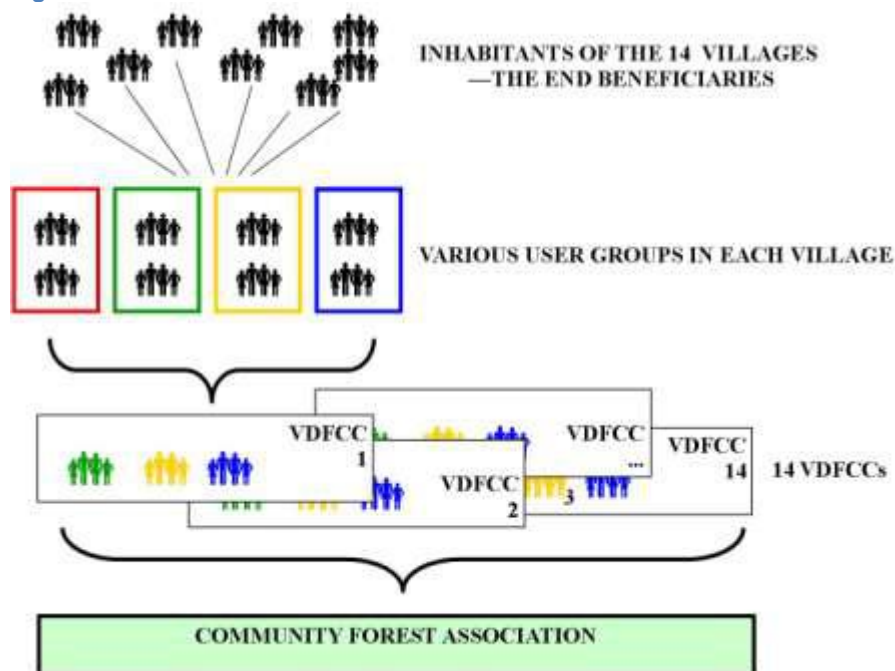 INHABITANTS OF THE 14 VILLAGES
—THE END BENEFICIARIES
VARIOUS USER GROUPS IN EACH VILLAGE
VDFCC
1
VDFCC
2
3
VDFCC
...
VDFCC
14
14 VDFCCs
COMMUNITY FOREST ASSOCIATION